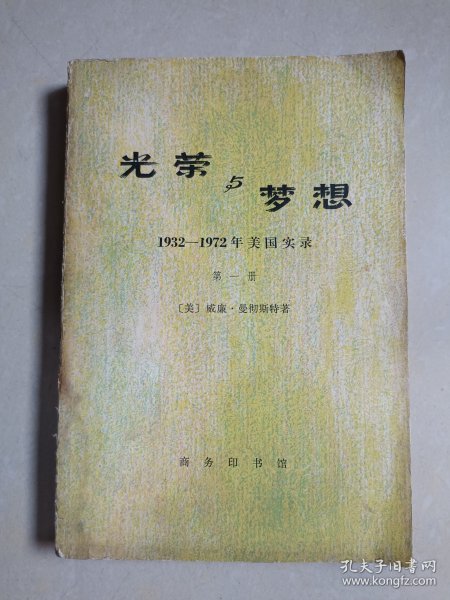 光荣与梦想
1932—1972年美国实录
第一册
〔美〕威廉·曼彻斯特著
商务印书馆
孔夫子旧书网
www.kongfz.com